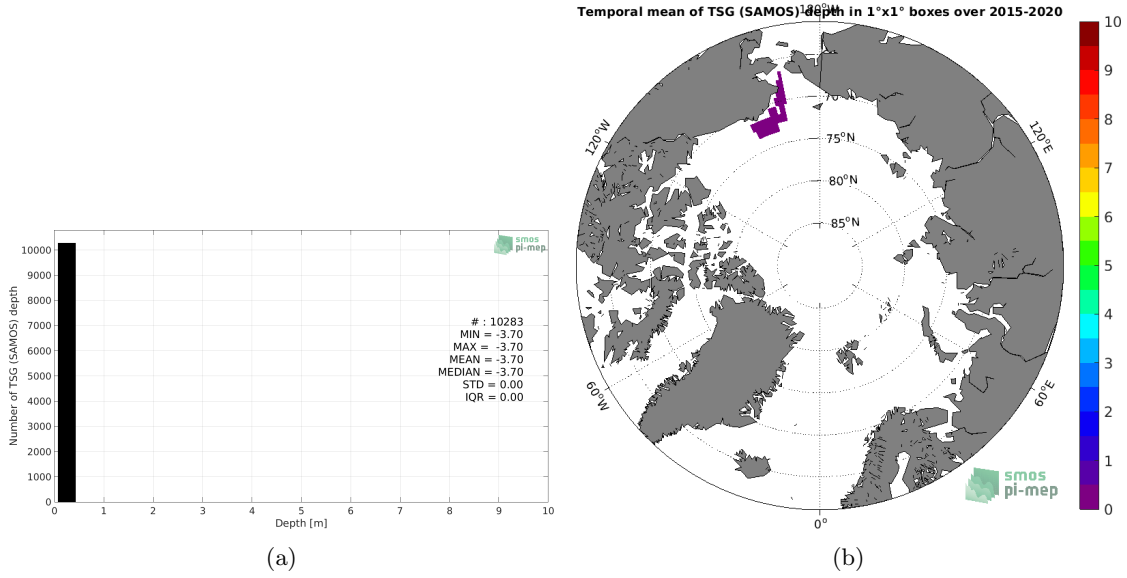 Temporal mean of TSG (SAMOS) depth in 1°x1° boxes over 2015-2020
180°W
10
9
8
7
6
5
4
3
2
1
0
120°W
120°E
70°N
75°N
80°N
85°N
60°W
60°E
0°
smos
pi-mep
10000
9000
8000
7000
6000
5000
4000
3000
2000
1000
0
Number of TSG (SAMOS) depth
smos
pi-mep
# : 10283
MIN = -3.70
MAX = -3.70
MEAN = -3.70
MEDIAN = -3.70
STD = 0.00
IQR = 0.00
0 1 2 3 4 5 6 7 8 9 10
Depth [m]
(a)
(b)